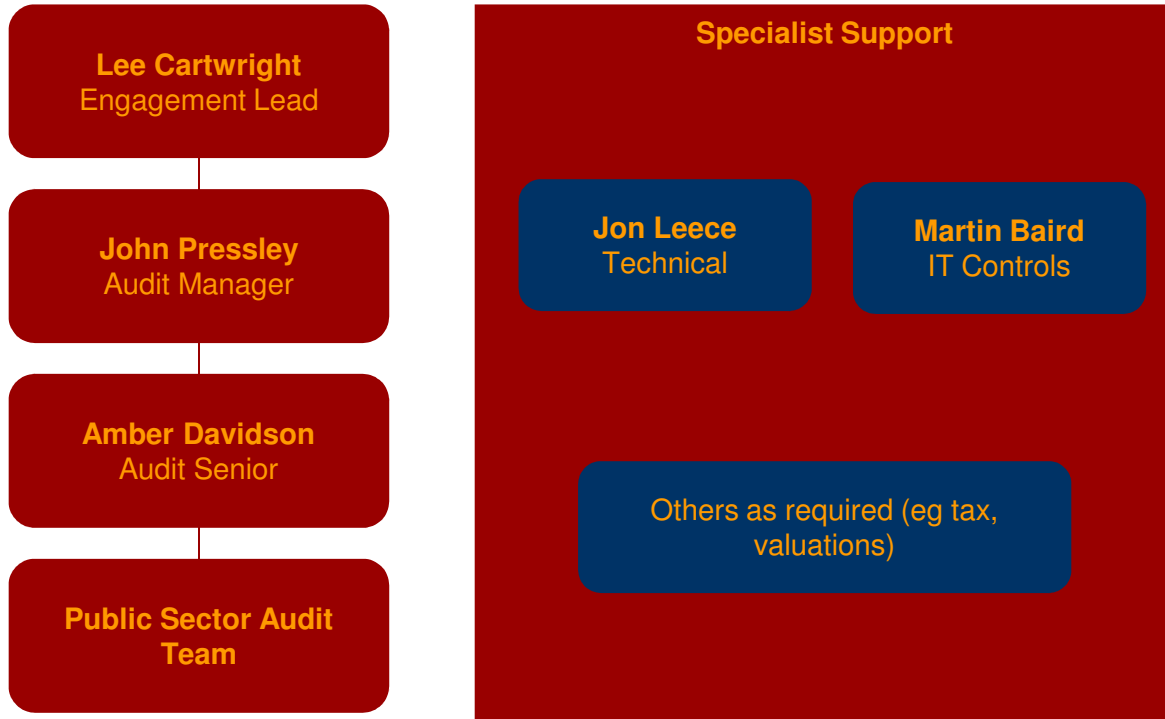 Lee Cartwright
Engagement Lead
John Pressley
Audit Manager
Amber Davidson
Audit Senior
Public Sector Audit
Team
Specialist Support
Jon Leece
Technical
Martin Baird
IT Controls
Others as required (eg tax,
valuations)